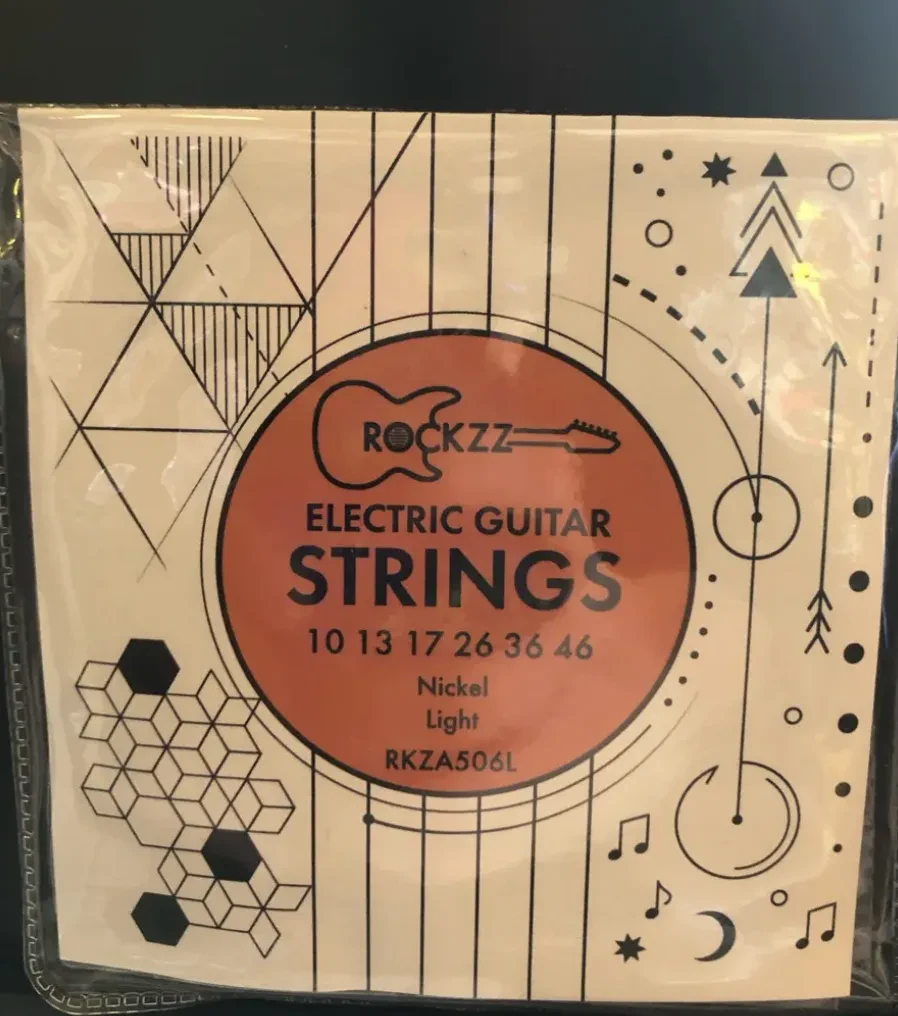 ROCKZZ
ELECTRIC GUITAR
STRINGS
10 13 17 26 36 46
Nickel
Light
RKZA506L